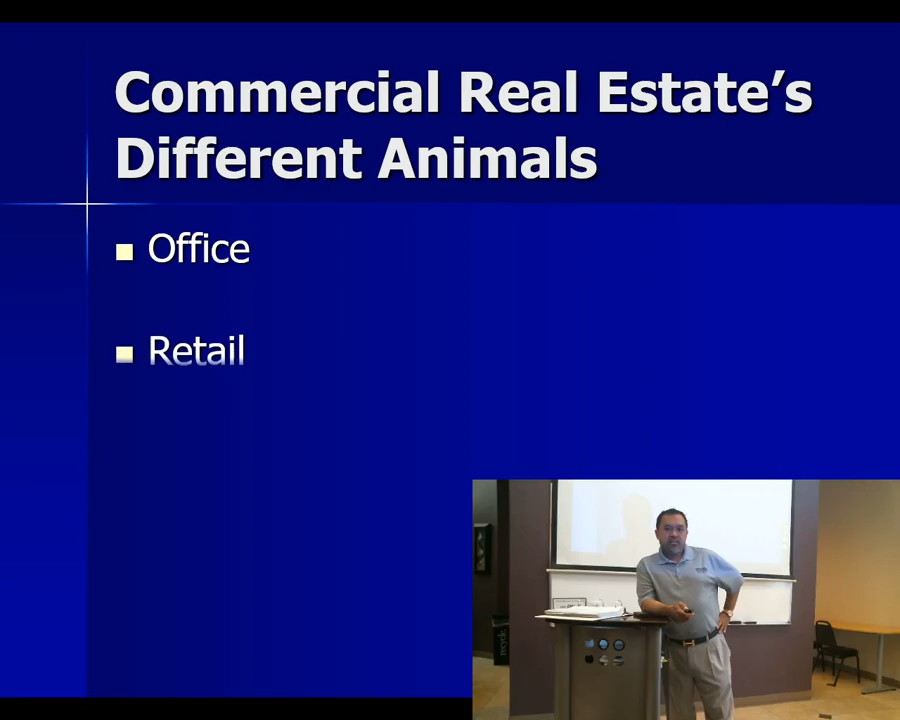 Commercial Real Estate’s
Different Animals
Office
Retail